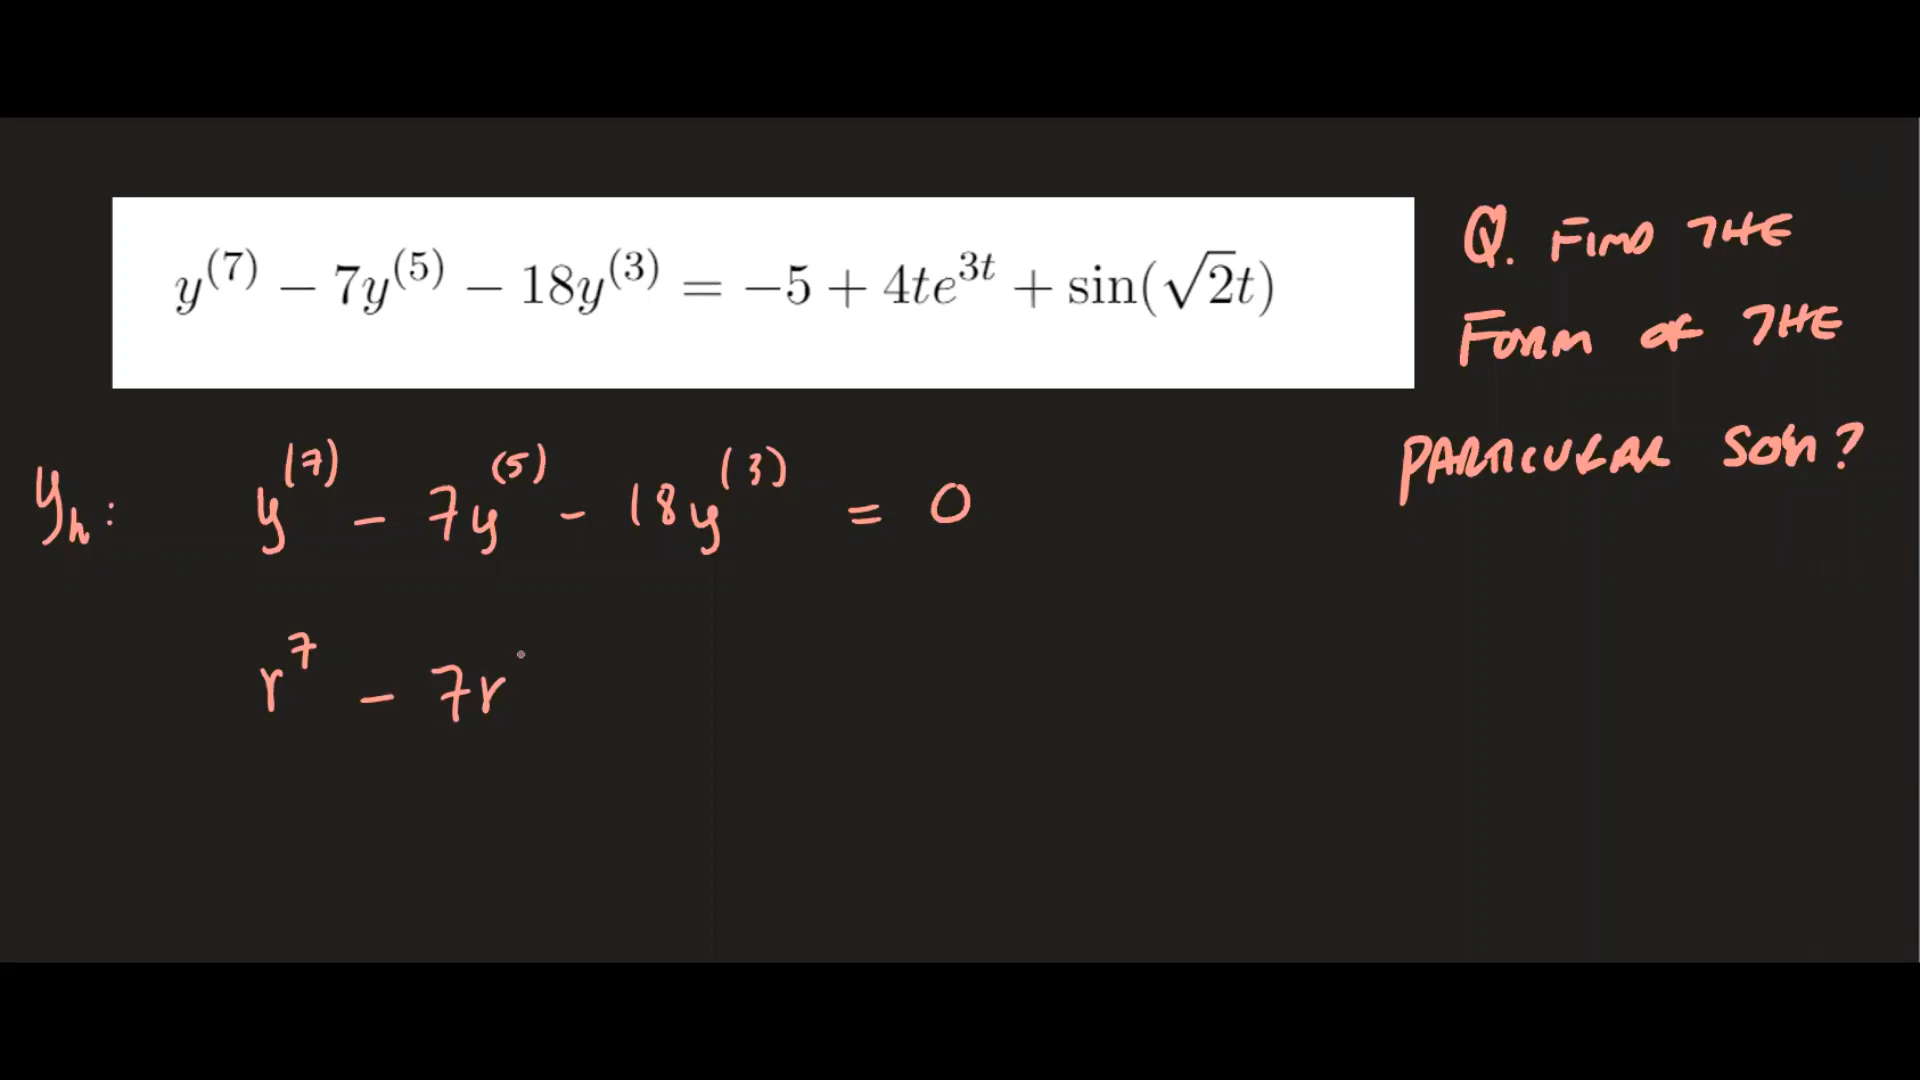 y^(7) − 7y^(5) − 18y^(3) = −5 + 4te^3t + sin(√2t)
Q. FIND THE
FORM OF THE
PARTICULAR SOLN?
y_h: y^(7) − 7y^(5) − 18y^(3) = 0
r^7 − 7r